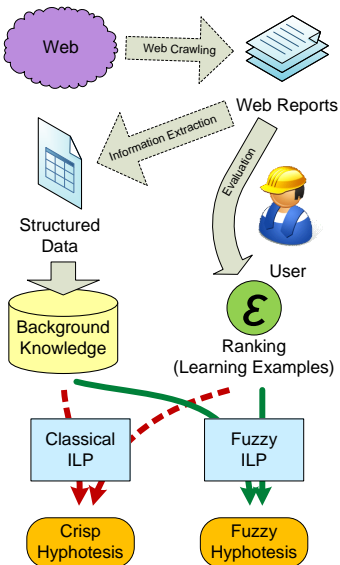 Web
Web Crawling
Web Reports
Information Extraction
Evaluation
Structured
Data
User
Background
Knowledge
ε
Ranking
(Learning Examples)
Classical
ILP
Fuzzy
ILP
Crisp
Hyphotesis
Fuzzy
Hyphotesis